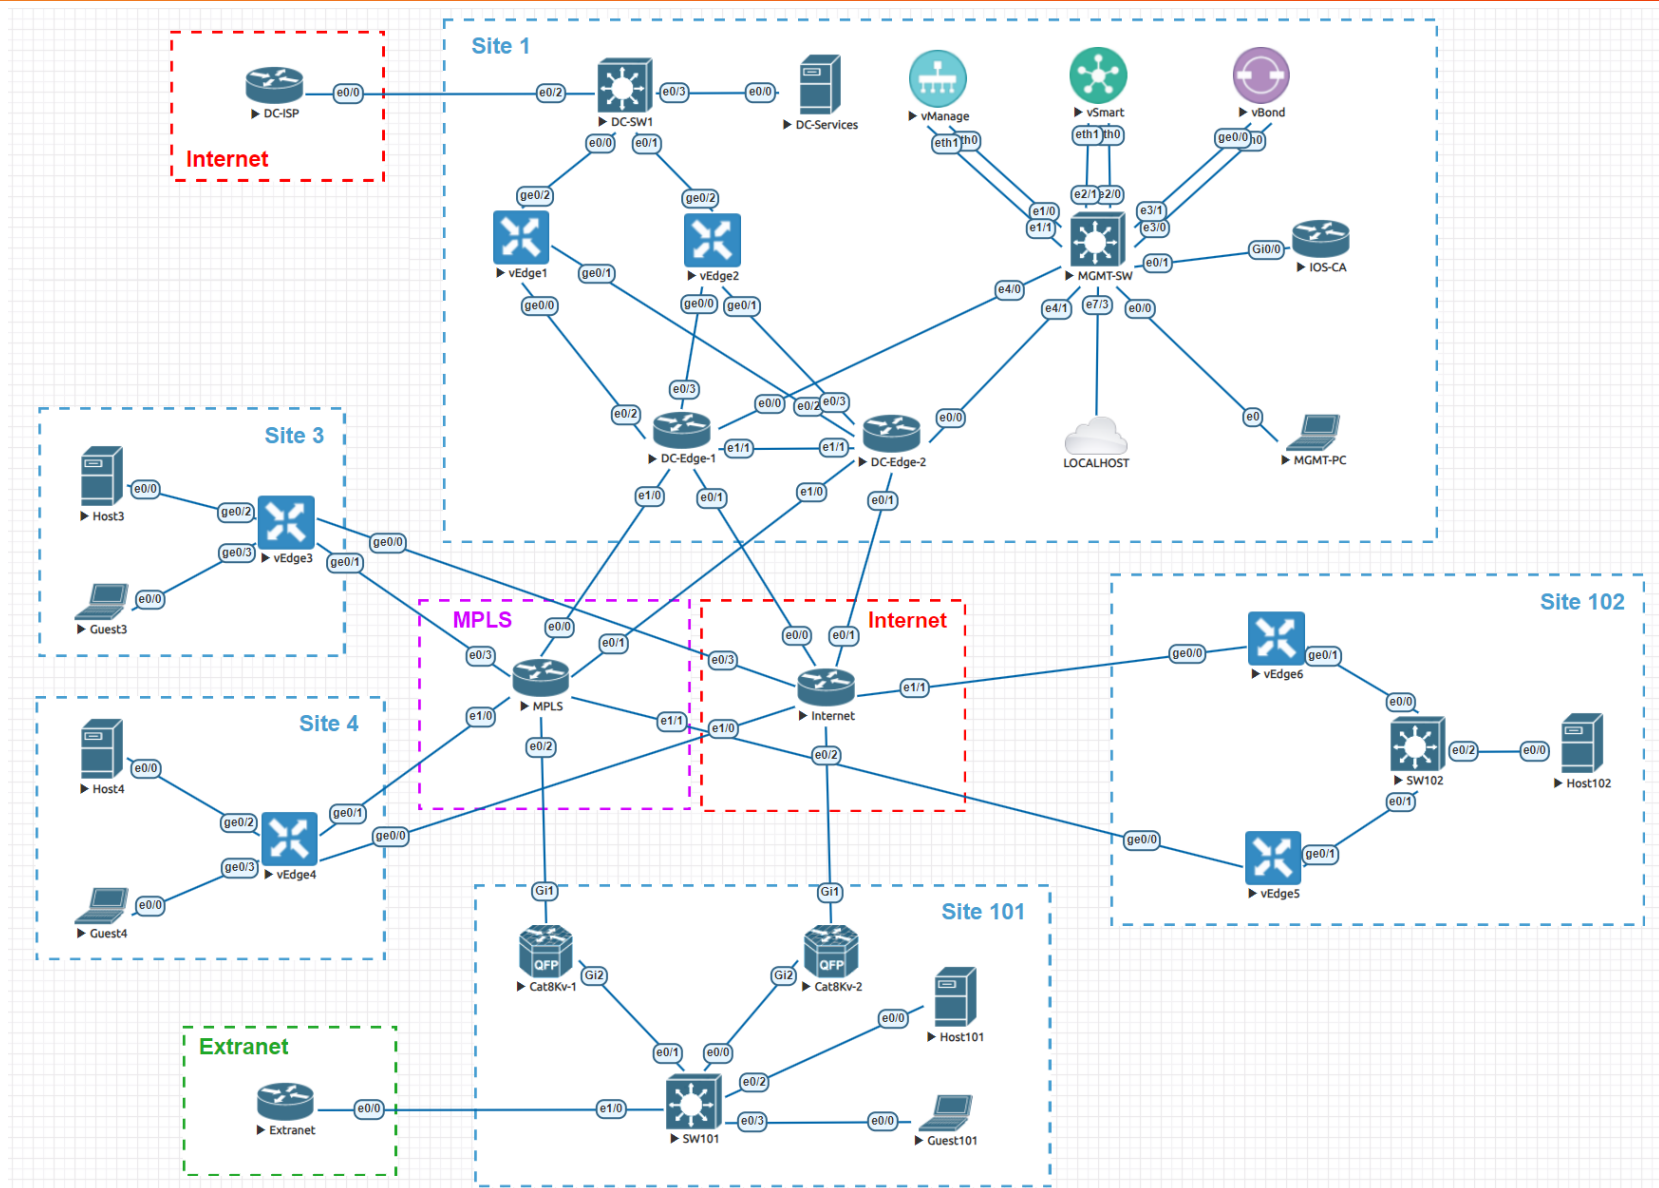 Site 1
DC-ISP
e0/0
Internet
e0/2
DC-SW1
e0/3
e0/0
DC-Services
e0/0
e0/1
ge0/2
ge0/2
vEdge1
vEdge2
ge0/1
ge0/0
ge0/0
ge0/1
vManage
vSmart
vBond
eth1
th0
eth1
th0
ge0/0
h0
e2/1
e2/0
e1/0
e1/1
e3/1
e3/0
MGMT-SW
e0/1
Gi0/0
IOS-CA
e4/0
e4/1
e7/3
e0/0
e0/3
e0/2
e0/0
e0/2
e0/3
e0/0
e0
DC-Edge-1
e1/1
e1/1
DC-Edge-2
LOCALHOST
MGMT-PC
e1/0
e0/1
e1/0
e0/1
Site 3
Host3
e0/0
ge0/2
ge0/3
vEdge3
ge0/0
ge0/1
e0/0
Guest3
MPLS
e0/0
e0/1
e0/3
MPLS
e1/0
e0/2
e1/1
Internet
e0/0
e0/1
e0/3
Internet
e1/1
e1/0
e0/2
Site 102
ge0/0
vEdge6
ge0/1
e0/0
SW102
e0/2
e0/0
Host102
e0/1
ge0/0
vEdge5
ge0/1
Site 4
Host4
e0/0
ge0/2
ge0/3
vEdge4
ge0/1
ge0/0
e0/0
Guest4
Site 101
Gi1
Gi1
QFP
Cat8Kv-1
Gi2
Gi2
QFP
Cat8Kv-2
e0/1
e0/0
e0/2
e0/0
Host101
e1/0
SW101
e0/3
e0/0
Guest101
Extranet
Extranet
e0/0